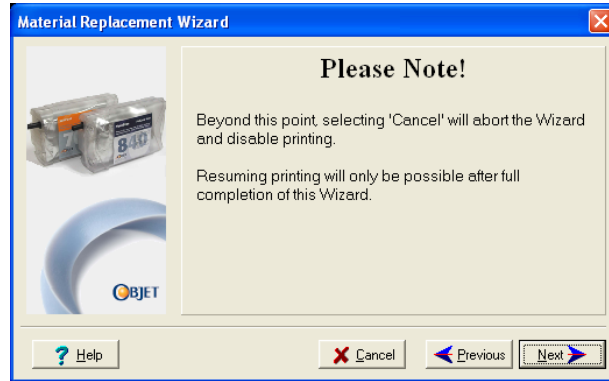 Material Replacement Wizard
Please Note!
Beyond this point, selecting 'Cancel' will abort the Wizard
and disable printing.
Resuming printing will only be possible after full
completion of this Wizard.
840
OBJET
Help
Cancel
Previous
Next